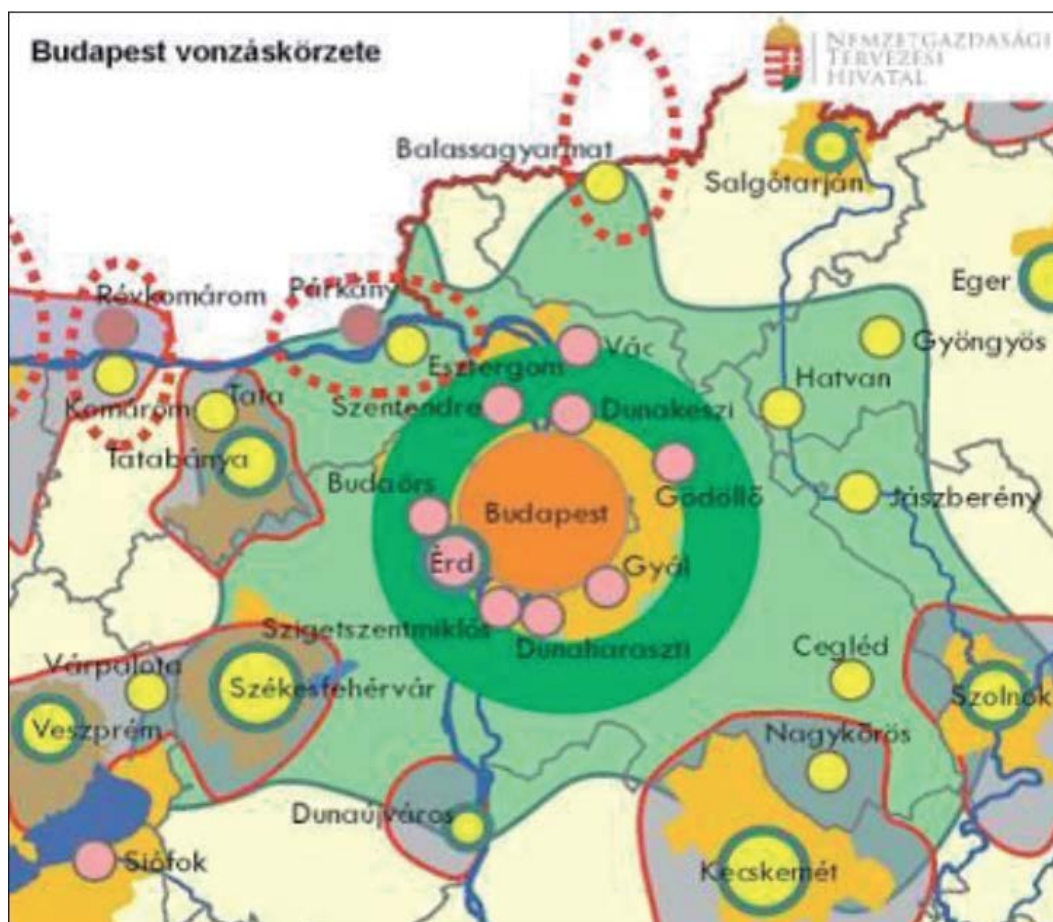 Budapest vonzáskörzete
NEMZETGAZDASÁGI
TERVEZÉSI
HIVATAL
Balassagyarmat
Salgótarján
Eger
Révkomárom
Párkány
Gyöngyös
Vác
Esztergom
Hatvan
Komárom
Tata
Szentendre
Dunakeszi
Tatabánya
Budaörs
Gödöllő
Jászberény
Budapest
Érd
Gyál
Szigetszentmiklós
Dunaharaszti
Várpalota
Székesfehérvár
Cegléd
Szolnok
Veszprém
Nagykőrös
Dunaújváros
Siófok
Kecskemét